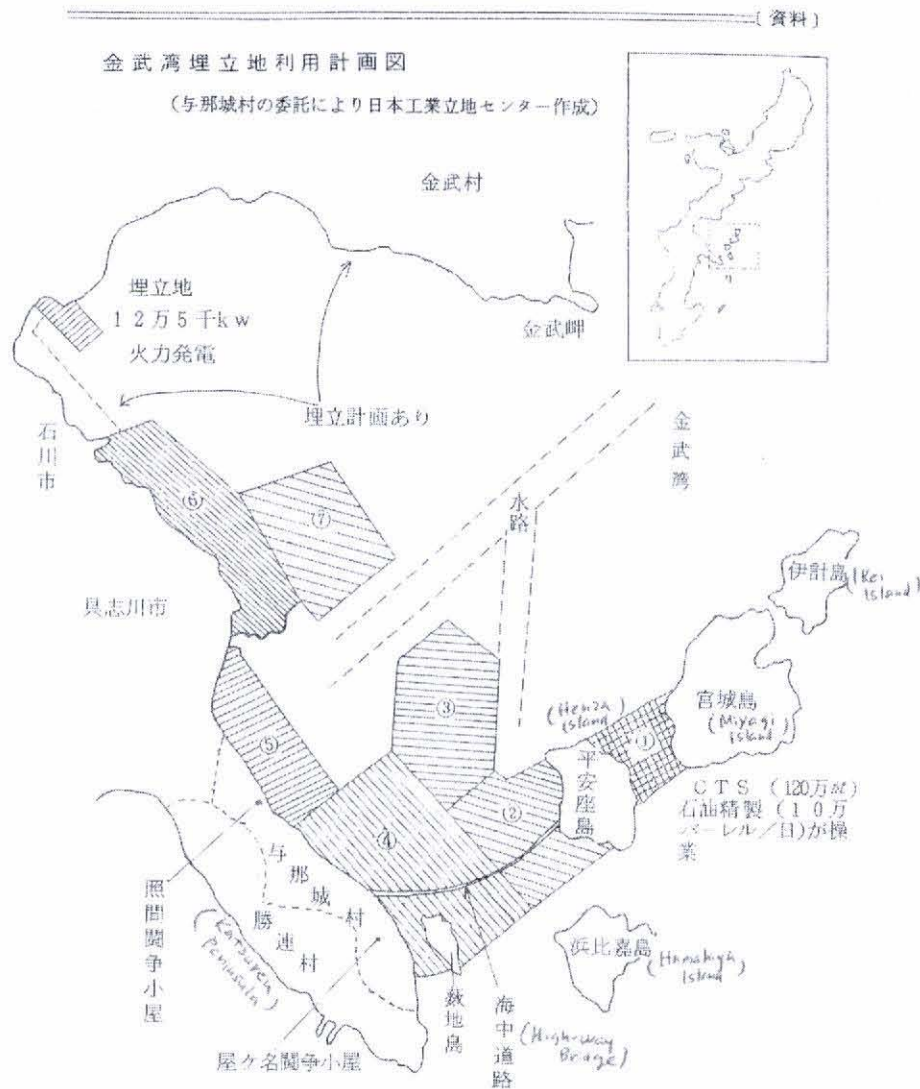 〔資料〕
金武湾埋立地利用計画図
(与那城村の委託により日本工業立地センター作成)
金武村
埋立地
12万5千kw
火力発電
金武岬
埋立計画あり
石川市
金武湾
水路
⑥
⑦
伊計島
(Kei Island)
具志川市
宮城島
(Miyagi Island)
③
(Henza Island)
①
⑤
平安座島
CTS (120万㎘)
石油精製(10万
バーレル/日)が操
業
②
④
与那城村
勝連村
(Katsuren Peninsula)
照間闘争小屋
浜比嘉島
(Hamahiga Island)
藪地島
海中道路
(High-way Bridge)
屋ケ名闘争小屋